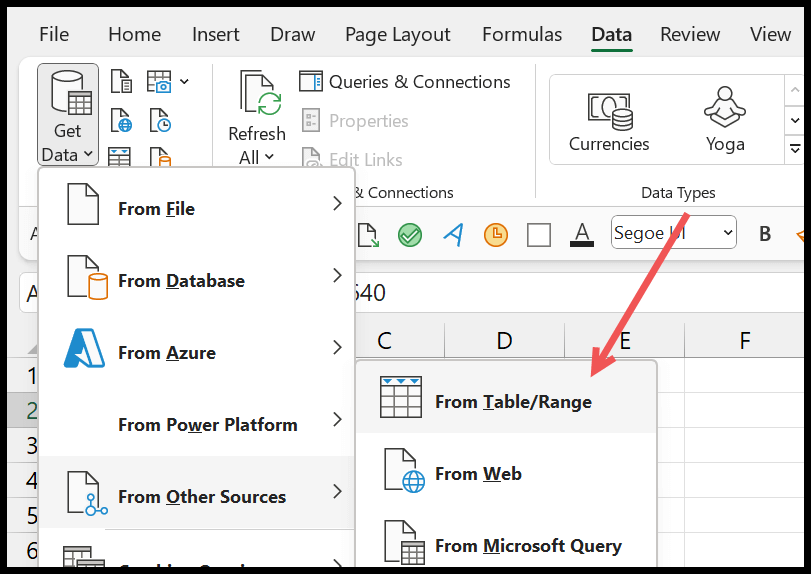 File Home Insert Draw Page Layout Formulas Data Review View
Get
Data
Refresh
All
Queries & Connections
Properties
Edit Links
& Connections
Currencies
Yoga
Data Types
Segoe UI
A
B
A
540
C D E F
1
2
3
4
5
6
From File
From Database
From Azure
From Power Platform
From Other Sources
From Table/Range
From Web
From Microsoft Query